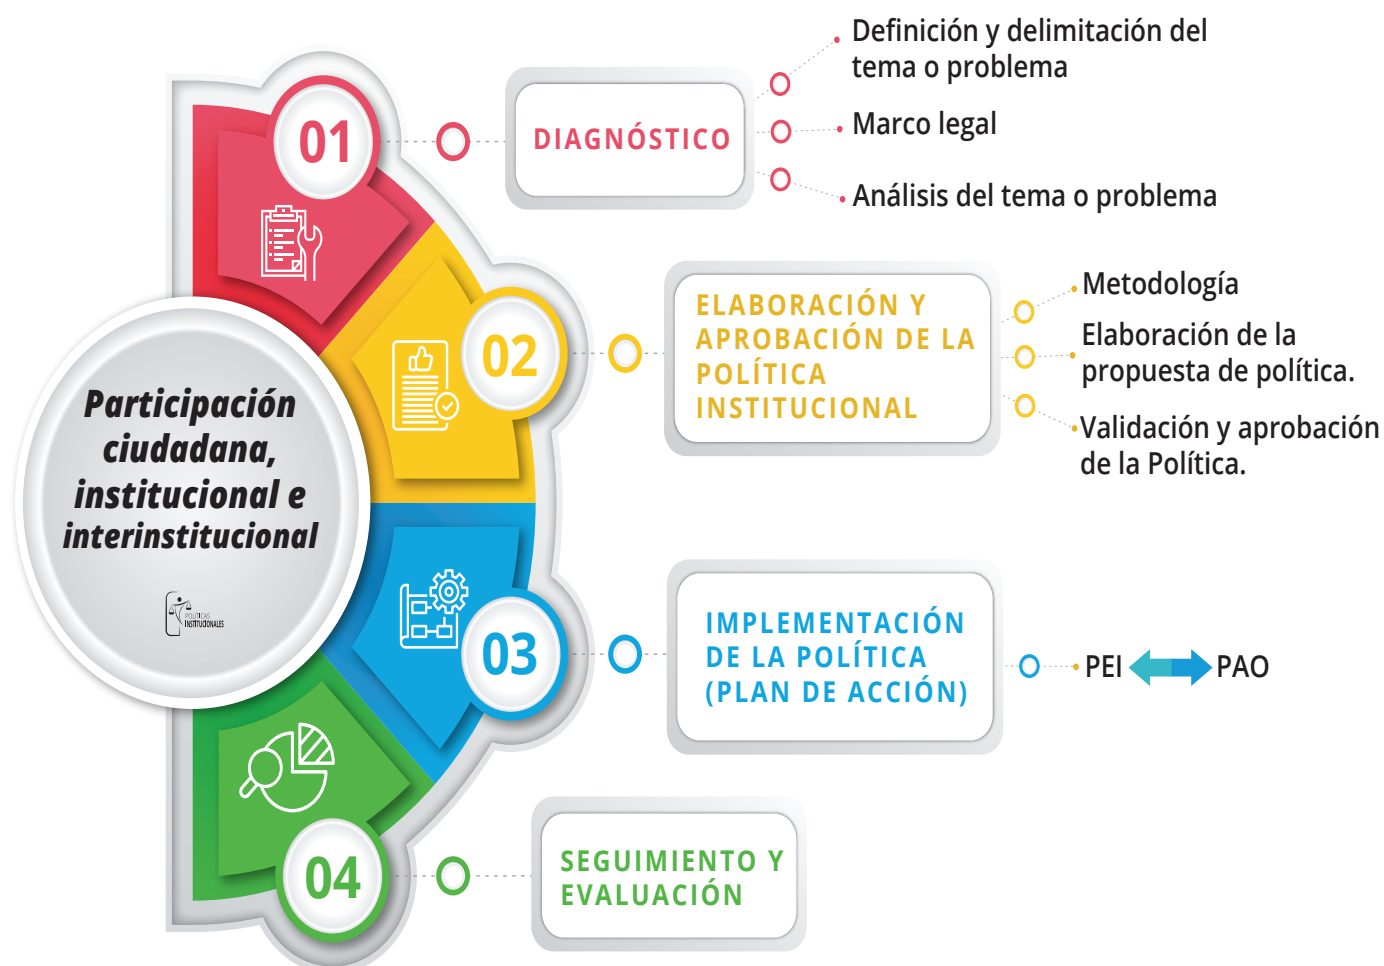 01
DIAGNÓSTICO
Definición y delimitación del
tema o problema
Marco legal
Análisis del tema o problema
02
ELABORACIÓN Y
APROBACIÓN DE LA
POLÍTICA
INSTITUCIONAL
Metodología
Elaboración de la
propuesta de política.
Validación y aprobación
de la Política.
Participación
ciudadana,
institucional e
interinstitucional
POLÍTICAS
INSTITUCIONALES
03
IMPLEMENTACIÓN
DE LA POLÍTICA
(PLAN DE ACCIÓN)
PEI PAO
04
SEGUIMIENTO Y
EVALUACIÓN